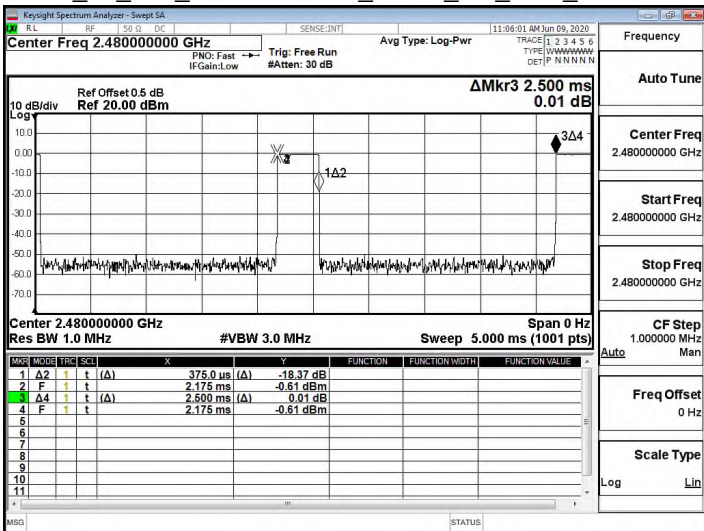 Keysight Spectrum Analyzer - Swept SA
RL RF 50 Ω DC SENSE:INT 11:06:01 AM Jun 09, 2020
Center Freq 2.480000000 GHz
PNO: Fast
IFGain:Low
Trig: Free Run
#Atten: 30 dB
Avg Type: Log-Pwr
TRACE 1 2 3 4 5 6
TYPE WWWWWW
DET P N N N N N
Ref Offset 0.5 dB
10 dB/div Ref 20.00 dBm
Log
ΔMkr3 2.500 ms
0.01 dB
10.0
0.00
-10.0
-20.0
-30.0
-40.0
-50.0
-60.0
-70.0
1Δ2
3Δ4
Center 2.480000000 GHz Span 0 Hz
Res BW 1.0 MHz #VBW 3.0 MHz Sweep 5.000 ms (1001 pts)
MKR MODE TRC SCL X Y FUNCTION FUNCTION WIDTH FUNCTION VALUE
1 Δ2 1 t (Δ) 375.0 µs (Δ) -18.37 dB
2 F 1 t 2.175 ms -0.61 dBm
3 Δ4 1 t (Δ) 2.500 ms (Δ) 0.01 dB
4 F 1 t 2.175 ms -0.61 dBm
5
6
7
8
9
10
11
MSG STATUS
Frequency
Auto Tune
Center Freq
2.480000000 GHz
Start Freq
2.480000000 GHz
Stop Freq
2.480000000 GHz
CF Step
1.000000 MHz
Auto Man
Freq Offset
0 Hz
Scale Type
Log Lin